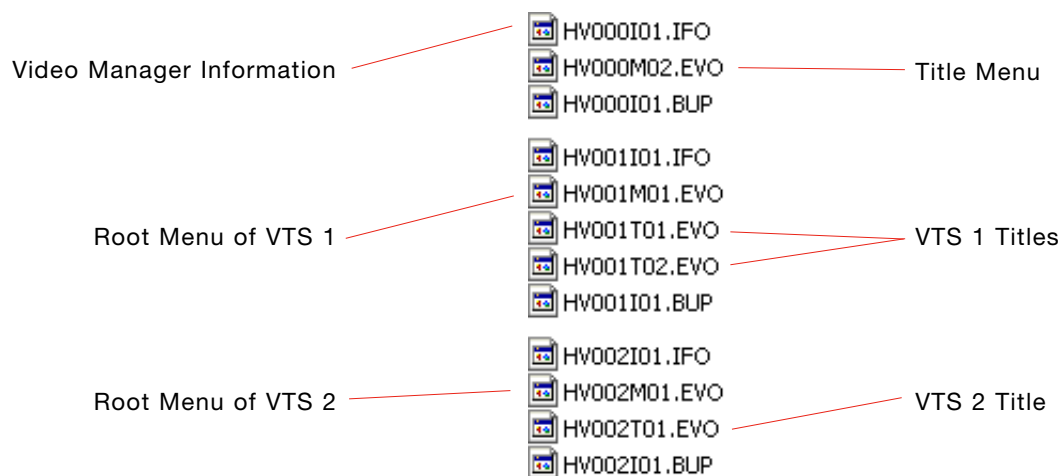 HV000I01.IFO
Video Manager Information
HV000M02.EVO
Title Menu
HV000I01.BUP
HV001I01.IFO
HV001M01.EVO
Root Menu of VTS 1
HV001T01.EVO
VTS 1 Titles
HV001T02.EVO
HV001I01.BUP
HV002I01.IFO
Root Menu of VTS 2
HV002M01.EVO
VTS 2 Title
HV002T01.EVO
HV002I01.BUP